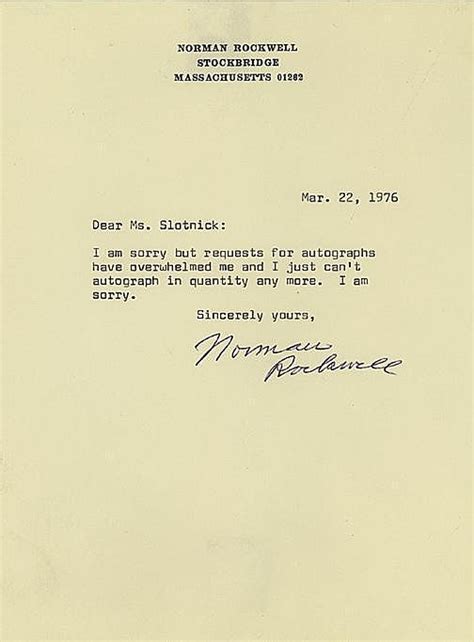 NORMAN ROCKWELL
STOCKBRIDGE
MASSACHUSETTS 01262
Mar. 22, 1976
Dear Ms. Slotnick:
I am sorry but requests for autographs
have overwhelmed me and I just can't
autograph in quantity any more.  I am
sorry.
Sincerely yours,
Norman
Rockwell